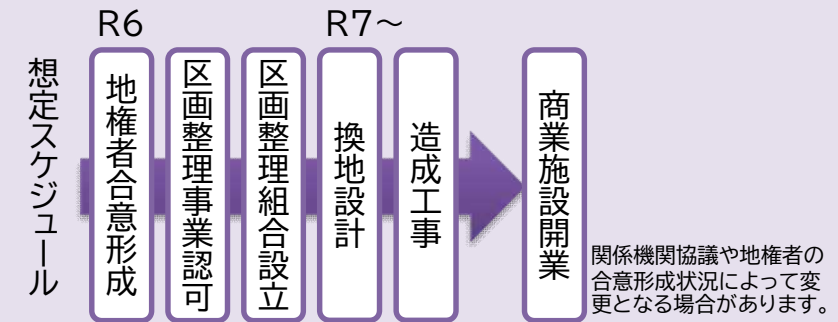 R6
R7～
想定スケジュール
地権者合意形成
区画整理事業認可
区画整理組合設立
換地設計
造成工事
商業施設開業
関係機関協議や地権者の
合意形成状況によって変
更となる場合があります。